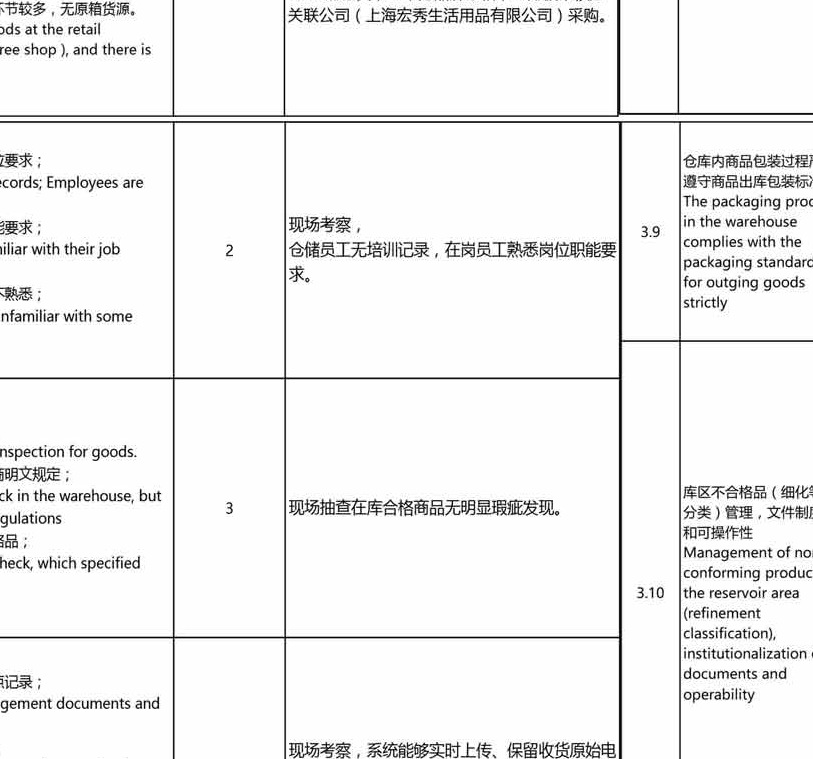 环节较多，无原箱货源。
ods at the retail
ree shop ), and there is
关联公司（上海宏秀生活用品有限公司）采购。
位要求；
ecords; Employees are
能要求；
iliar with their job
不熟悉；
nfamiliar with some
2
现场考察，
仓储员工无培训记录，在岗员工熟悉岗位职能要
求。
3.9
仓库内商品包装过程严
遵守商品出库包装标准
The packaging proc
in the warehouse
complies with the
packaging standard
for outging goods
strictly
nspection for goods.
商明文规定；
ck in the warehouse, but
gulations
格品；
heck, which specified
3
现场抽查在库合格商品无明显瑕疵发现。
3.10
库区不合格品（细化等
分类）管理，文件制度
和可操作性
Management of non
conforming produc
the reservoir area
(refinement
classification),
institutionalization
documents and
operability
点记录；
gement documents and
现场考察，系统能够实时上传、保留收货原始电